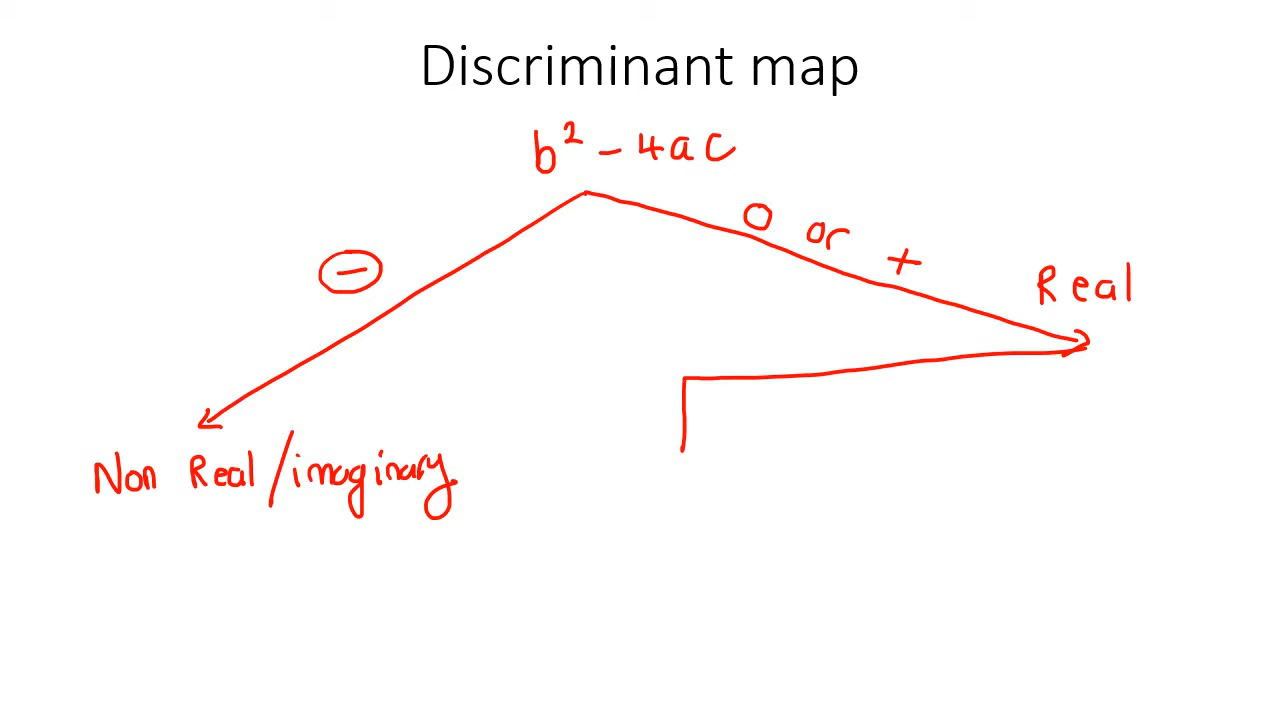 Discriminant map
b² - 4ac
0 or +
-
Real
Non Real/imaginary